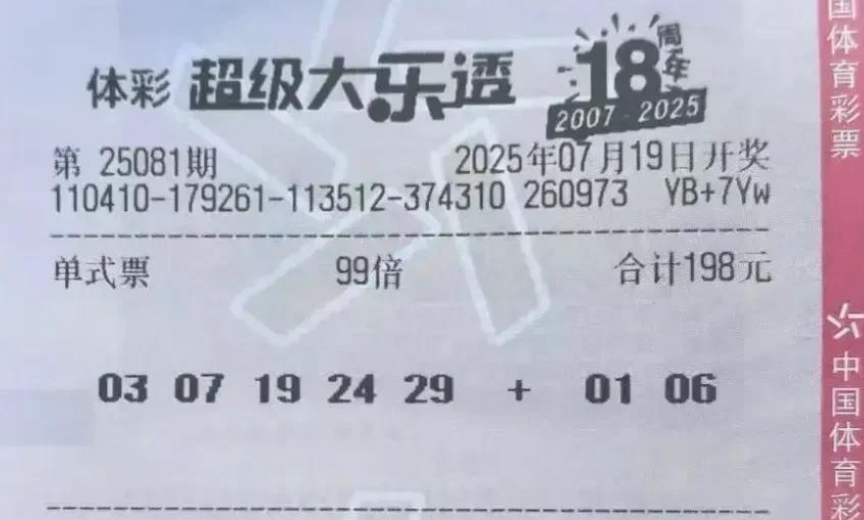 体彩 超级大乐透 18周年
2007-2025
第 25081期 2025年07月19日开奖
110410-179261-113512-374310 260973 YB+7Yw
单式票 99倍 合计198元
03 07 19 24 29 + 01 06
国体育彩票
中国体育彩